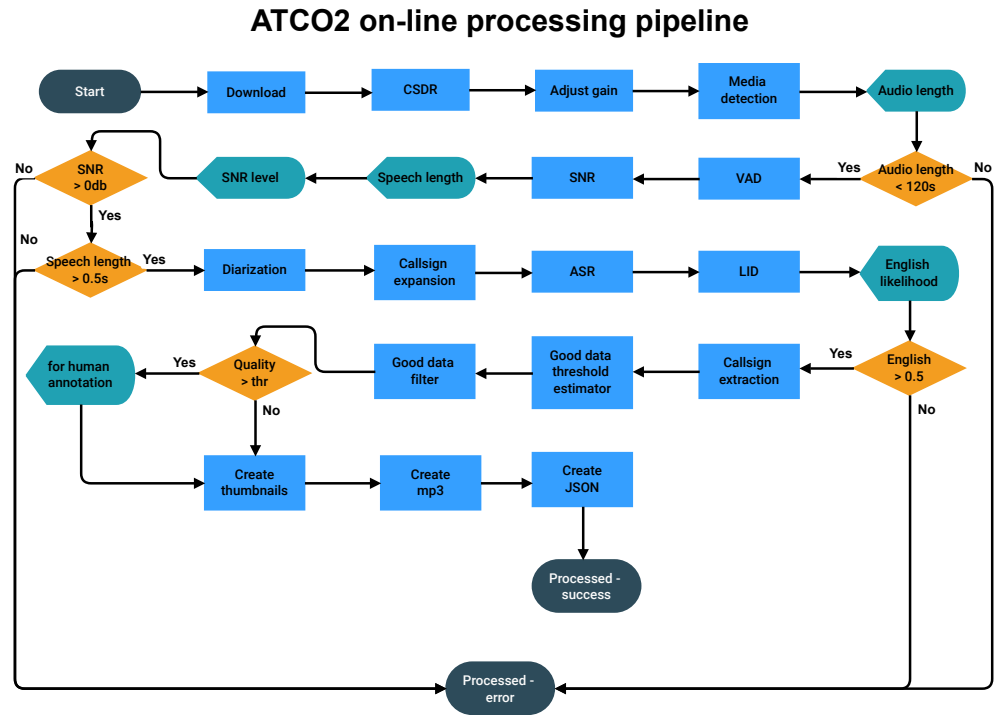 ATCO2 on-line processing pipeline
Start
Download
CSDR
Adjust gain
Media
detection
Audio length
No
SNR
> 0db
SNR level
Speech length
SNR
VAD
Yes
Audio length
< 120s
No
Yes
No
Speech length
> 0.5s
Yes
Diarization
Callsign
expansion
ASR
LID
English
likelihood
for human
annotation
Yes
Quality
> thr
Good data
filter
Good data
threshold
estimator
Callsign
extraction
Yes
English
> 0.5
No
No
Create
thumbnails
Create
mp3
Create
JSON
Processed -
success
Processed -
error